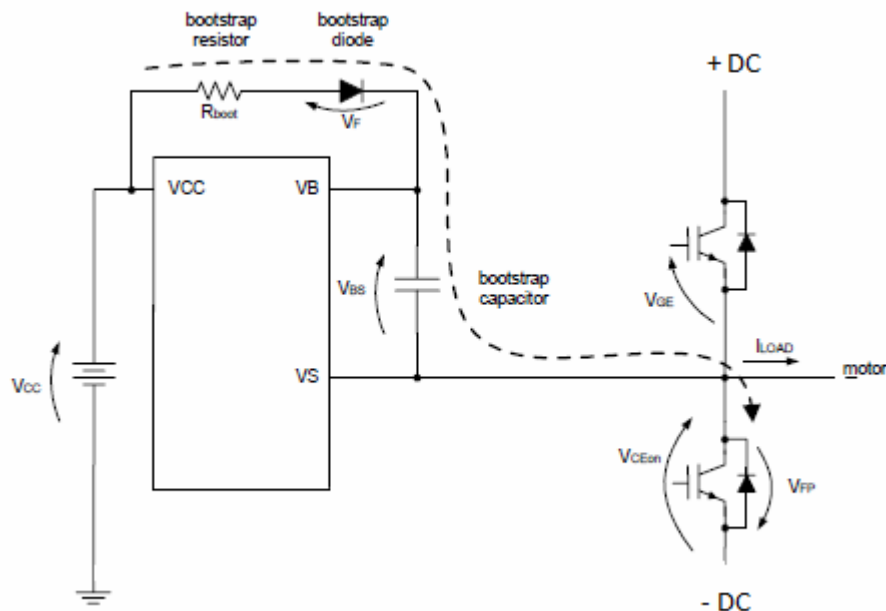 bootstrap
resistor
bootstrap
diode
+ DC
Rboot
VF
VCC
VB
VBS
bootstrap
capacitor
VGE
ILOAD
motor
VCC
VS
VCEon
VFP
- DC